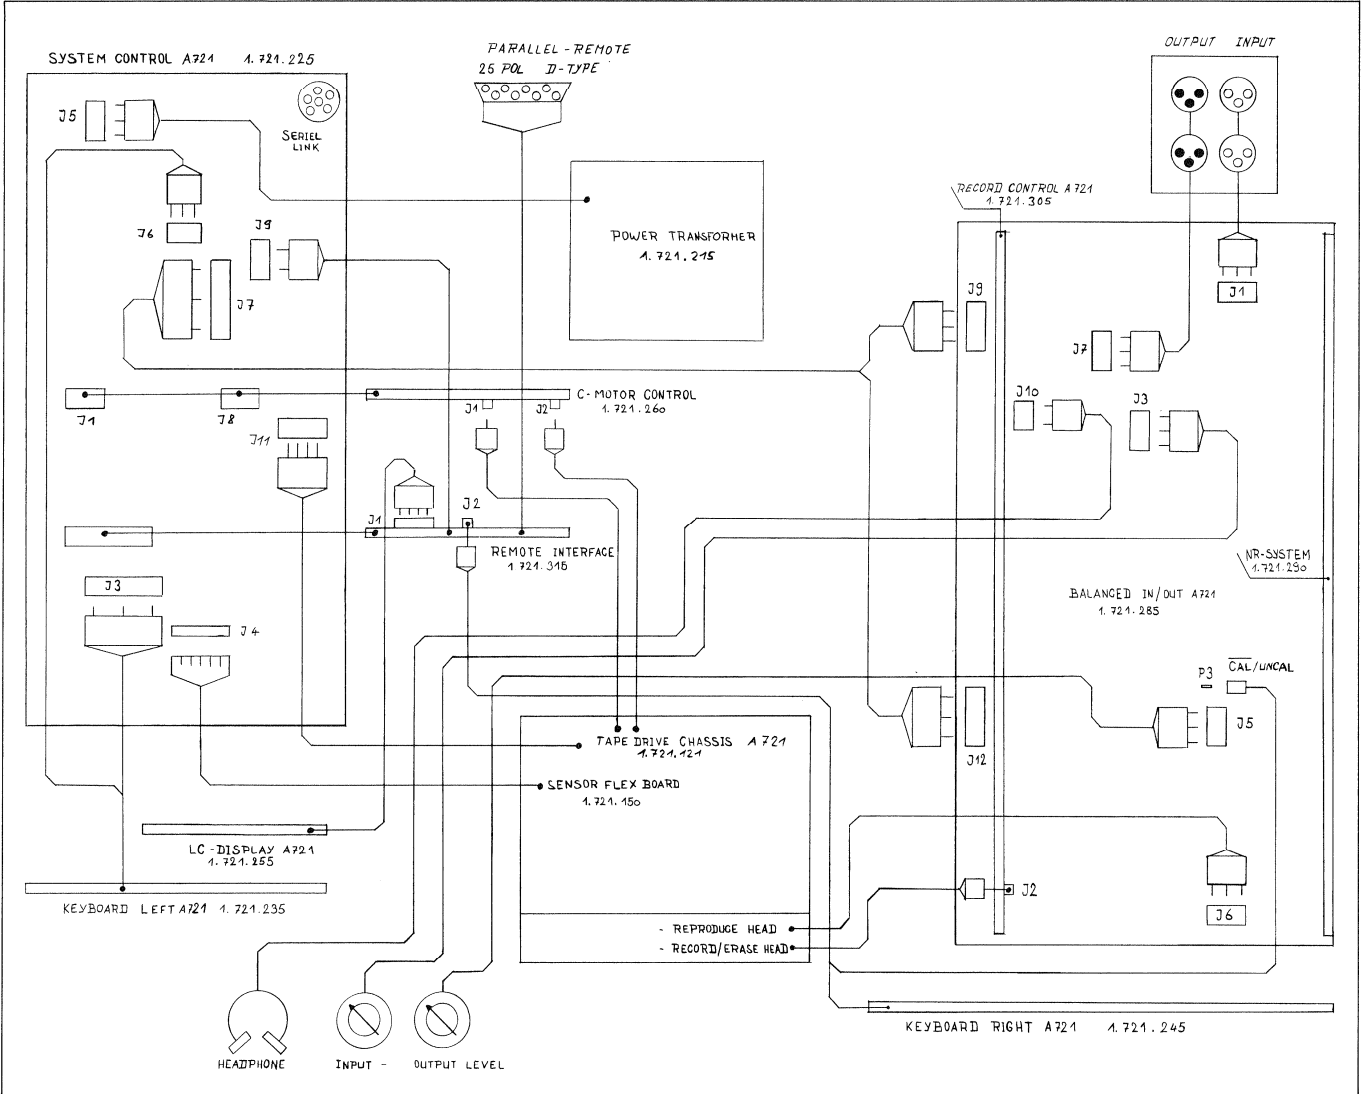 SYSTEM CONTROL A721 1.721.225
PARALLEL-REMOTE
25 POL D-TYPE
OUTPUT INPUT
J5
SERIEL
LINK
J6
J9
J7
POWER TRANSFORMER
1.721.215
RECORD CONTROL A721
1.721.305
J1
J9
J7
J10
J3
J1
J8
J11
C-MOTOR CONTROL
1.721.260
J1
J2
J1
J2
REMOTE INTERFACE
1.721.315
J3
J4
NR-SYSTEM
1.721.290
BALANCED IN/OUT A721
1.721.285
P3
CAL/UNCAL
J5
J12
TAPE DRIVE CHASSIS A721
1.721.121
SENSOR FLEX BOARD
1.721.150
LC-DISPLAY A721
1.721.255
KEYBOARD LEFT A721 1.721.235
J2
J6
- REPRODUCE HEAD
- RECORD/ERASE HEAD
KEYBOARD RIGHT A721 1.721.245
HEADPHONE
INPUT -
OUTPUT LEVEL